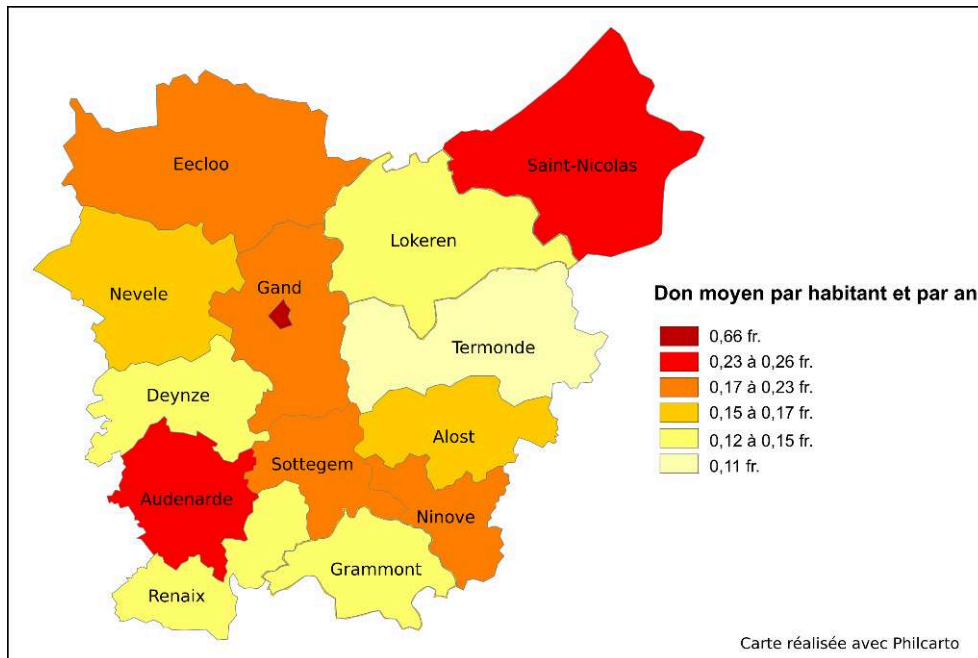 Eecloo
Saint-Nicolas
Lokeren
Nevele
Gand
Termonde
Deynze
Alost
Sottegem
Audenarde
Ninove
Grammont
Renaix
Don moyen par habitant et par an
0,66 fr.
0,23 à 0,26 fr.
0,17 à 0,23 fr.
0,15 à 0,17 fr.
0,12 à 0,15 fr.
0,11 fr.
Carte réalisée avec Philcarto